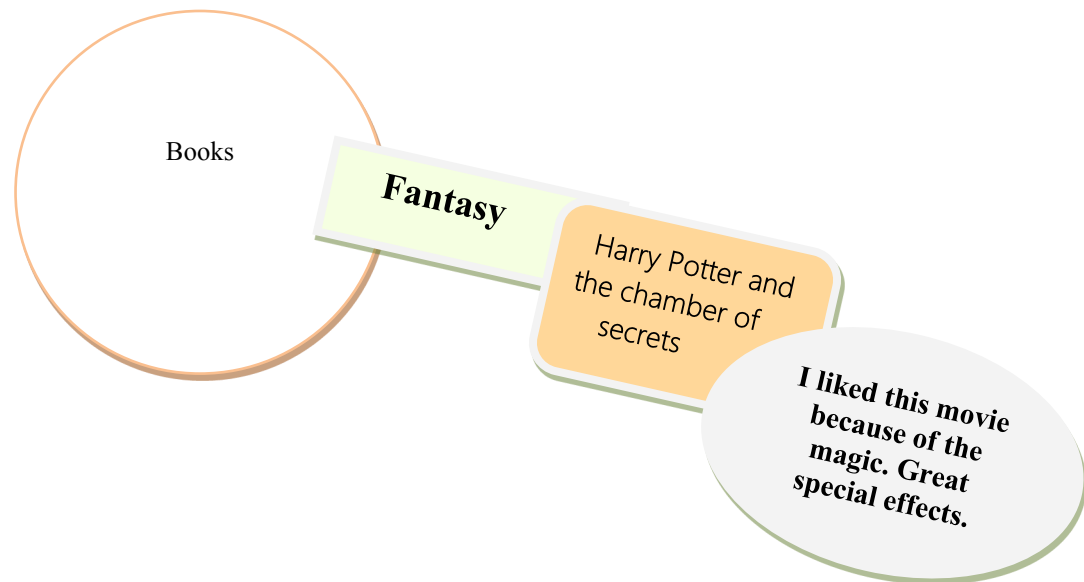 Books
Fantasy
Harry Potter and
the chamber of
secrets
I liked this movie
because of the
magic. Great
special effects.